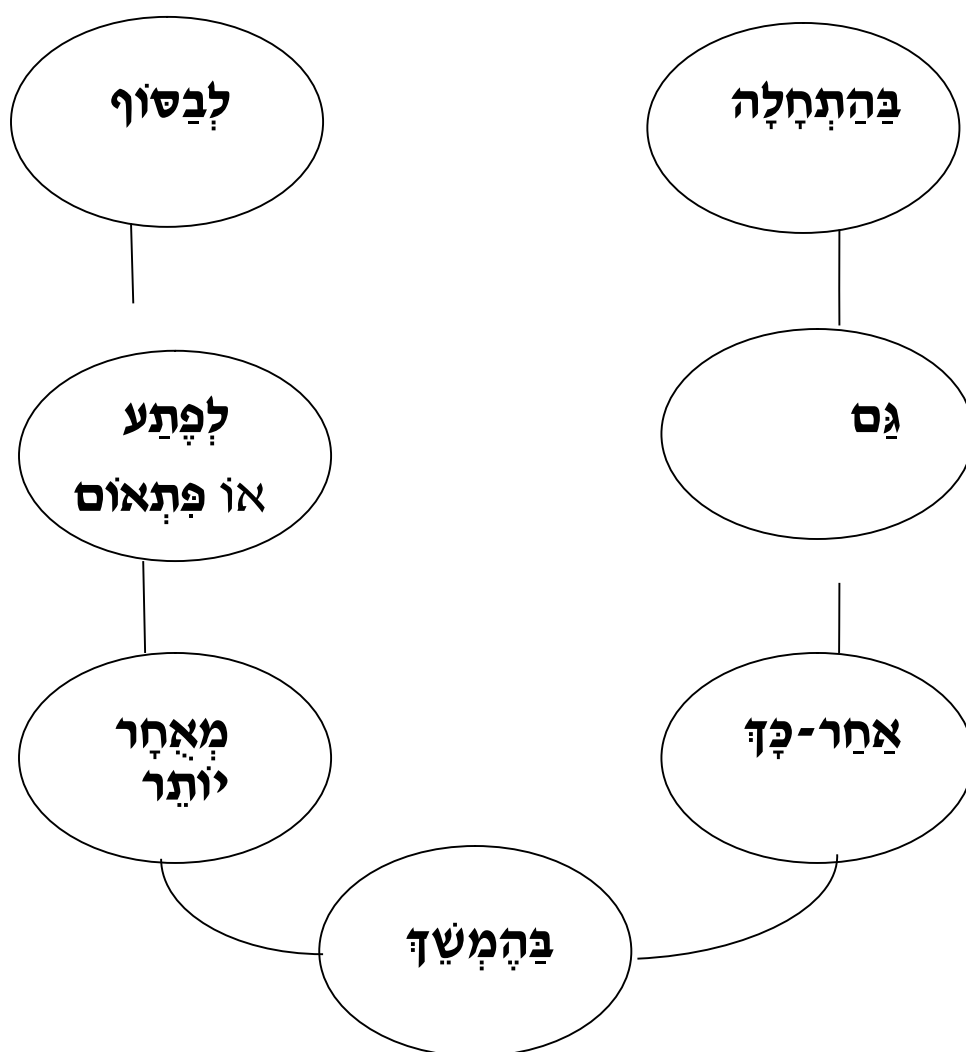 בַּהַתְחָלָה
גַּם
אַחַר-כָּךְ
בַּהֶמְשֵׁךְ
מְאֻחָר
יוֹתֵר
לְפֶתַע
אוֹ פִּתְאוֹם
לְבַסּוֹף